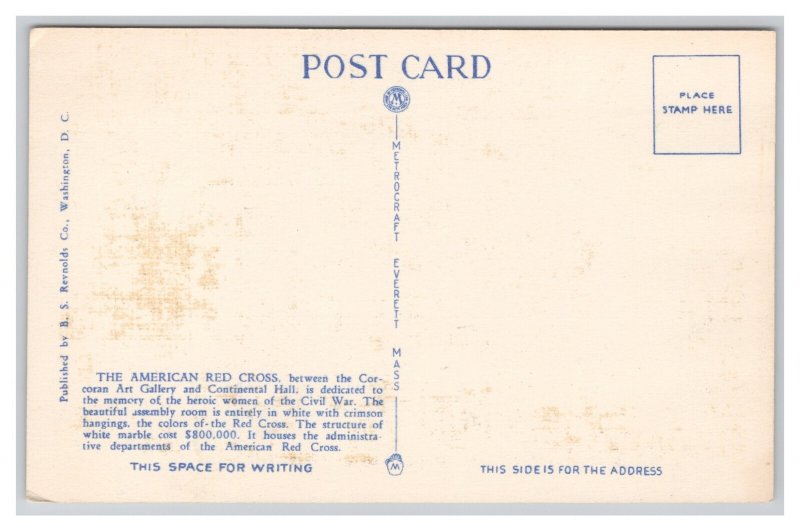 POST CARD
PLACE
STAMP HERE
Published by B. S. Reynolds Co., Washington, D. C.
METROCRAFT EVERETT MASS
THE AMERICAN RED CROSS, between the Cor-
coran Art Gallery and Continental Hall, is dedicated to
the memory of the heroic women of the Civil War. The
beautiful assembly room is entirely in white with crimson
hangings, the colors of the Red Cross. The structure of
white marble cost $800,000. It houses the administra-
tive departments of the American Red Cross.
THIS SPACE FOR WRITING
THIS SIDE IS FOR THE ADDRESS
M